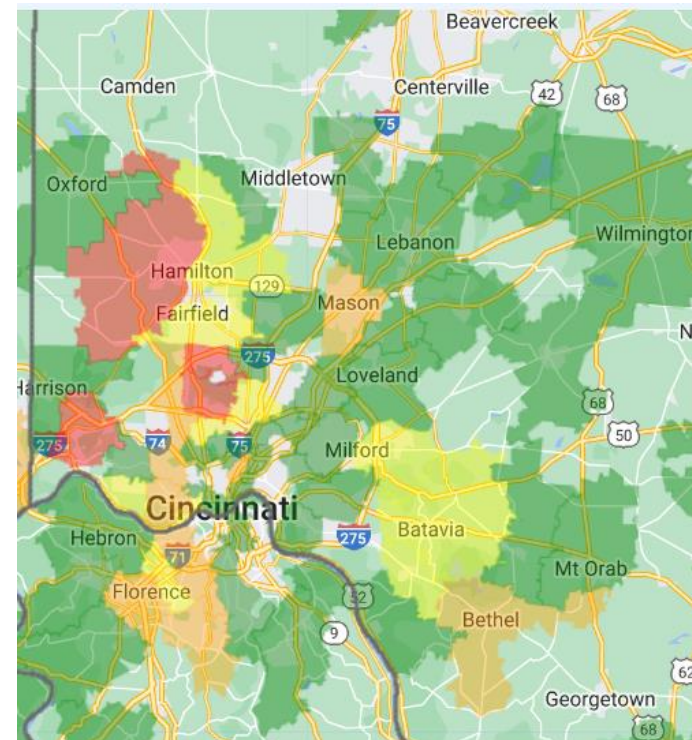 Beavercreek
Camden
Centerville
42
68
75
Oxford
Middletown
Lebanon
Wilmington
Hamilton
129
Mason
Fairfield
275
N
Harrison
Loveland
68
275
74
75
50
Milford
Cincinnati
Batavia
Hebron
71
275
Mt Orab
Florence
52
Bethel
9
62
Georgetown
68